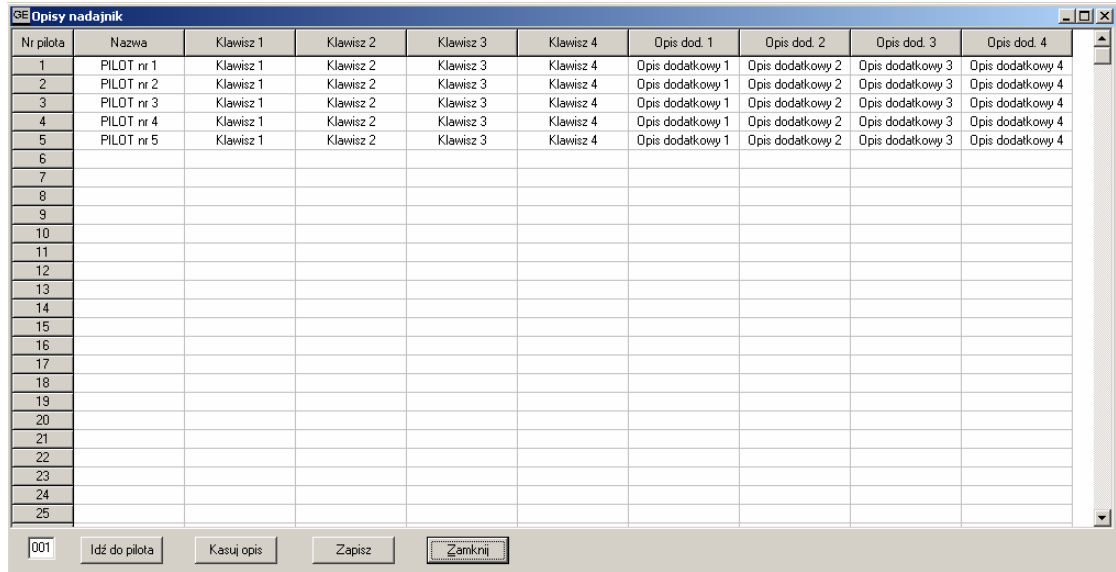 GE Opisy nadajnik
Nr pilota Nazwa Klawisz 1 Klawisz 2 Klawisz 3 Klawisz 4 Opis dod. 1 Opis dod. 2 Opis dod. 3 Opis dod. 4
1 PILOT nr 1 Klawisz 1 Klawisz 2 Klawisz 3 Klawisz 4 Opis dodatkowy 1 Opis dodatkowy 2 Opis dodatkowy 3 Opis dodatkowy 4
2 PILOT nr 2 Klawisz 1 Klawisz 2 Klawisz 3 Klawisz 4 Opis dodatkowy 1 Opis dodatkowy 2 Opis dodatkowy 3 Opis dodatkowy 4
3 PILOT nr 3 Klawisz 1 Klawisz 2 Klawisz 3 Klawisz 4 Opis dodatkowy 1 Opis dodatkowy 2 Opis dodatkowy 3 Opis dodatkowy 4
4 PILOT nr 4 Klawisz 1 Klawisz 2 Klawisz 3 Klawisz 4 Opis dodatkowy 1 Opis dodatkowy 2 Opis dodatkowy 3 Opis dodatkowy 4
5 PILOT nr 5 Klawisz 1 Klawisz 2 Klawisz 3 Klawisz 4 Opis dodatkowy 1 Opis dodatkowy 2 Opis dodatkowy 3 Opis dodatkowy 4
6
7
8
9
10
11
12
13
14
15
16
17
18
19
20
21
22
23
24
25
001 Idź do pilota Kasuj opis Zapisz Zamknij